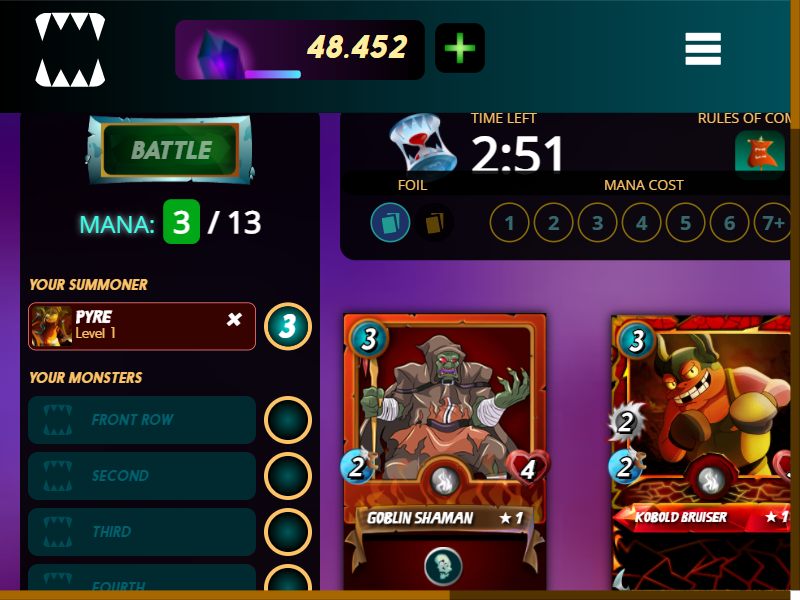 48.452
BATTLE
MANA: 3 / 13
YOUR SUMMONER
PYRE
Level 1
3
YOUR MONSTERS
FRONT ROW
SECOND
THIRD
FOURTH
TIME LEFT
2:51
RULES OF COM
FOIL
MANA COST
1 2 3 4 5 6 7+
3
2
4
GOBLIN SHAMAN ★ 1
3
2
2
KOBOLD BRUISER ★ 1